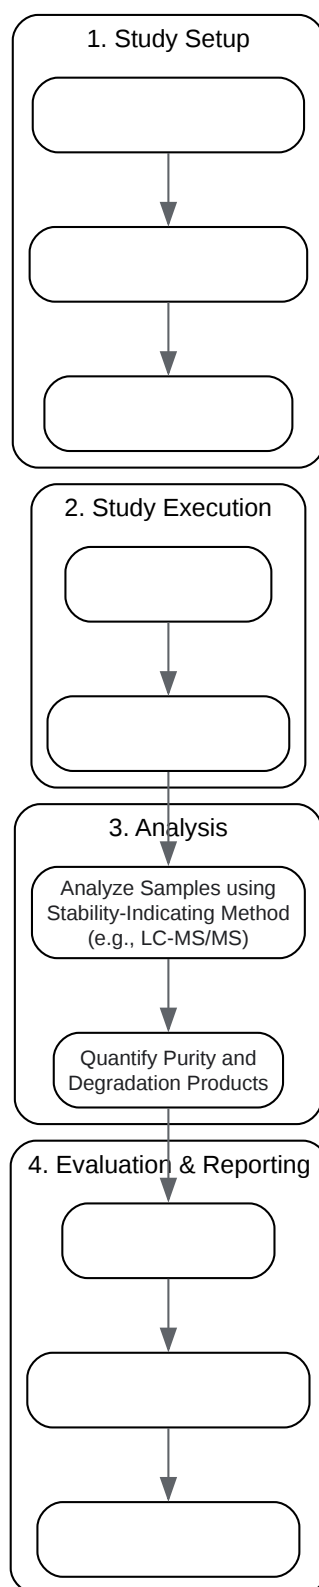 1. Study Setup
2. Study Execution
3. Analysis
Analyze Samples using
Stability-Indicating Method
(e.g., LC-MS/MS)
Quantify Purity and
Degradation Products
4. Evaluation & Reporting